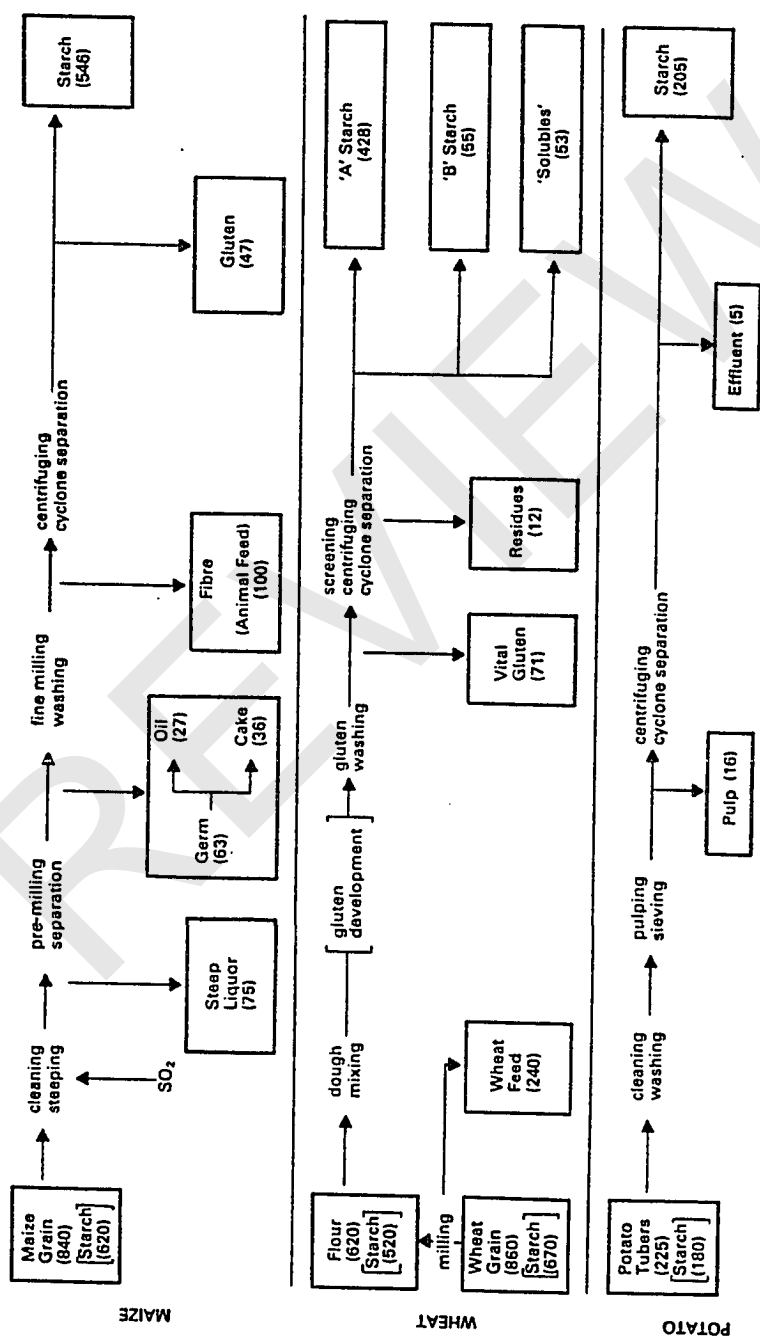 MAIZE
Maize
Grain
(840)
[Starch]
[(620)]
cleaning
steeping
SO₂
Steep
Liquor
(75)
pre-milling
separation
Germ
(63)
Oil
(27)
Cake
(36)
fine milling
washing
Fibre
(Animal Feed)
(100)
centrifuging
cyclone separation
Gluten
(47)
Starch
(546)
WHEAT
Flour
(620)
[Starch]
[(520)]
milling
Wheat
Grain
(860)
[Starch]
[(670)]
Wheat
Feed
(240)
dough
mixing
[gluten
development]
gluten
washing
Vital
Gluten
(71)
screening
centrifuging
cyclone separation
Residues
(12)
'A' Starch
(428)
'B' Starch
(55)
'Solubles'
(53)
POTATO
Potato
Tubers
(225)
[Starch]
[(180)]
cleaning
washing
pulping
sieving
Pulp (16)
centrifuging
cyclone separation
Effluent (5)
Starch
(205)
REVIEW